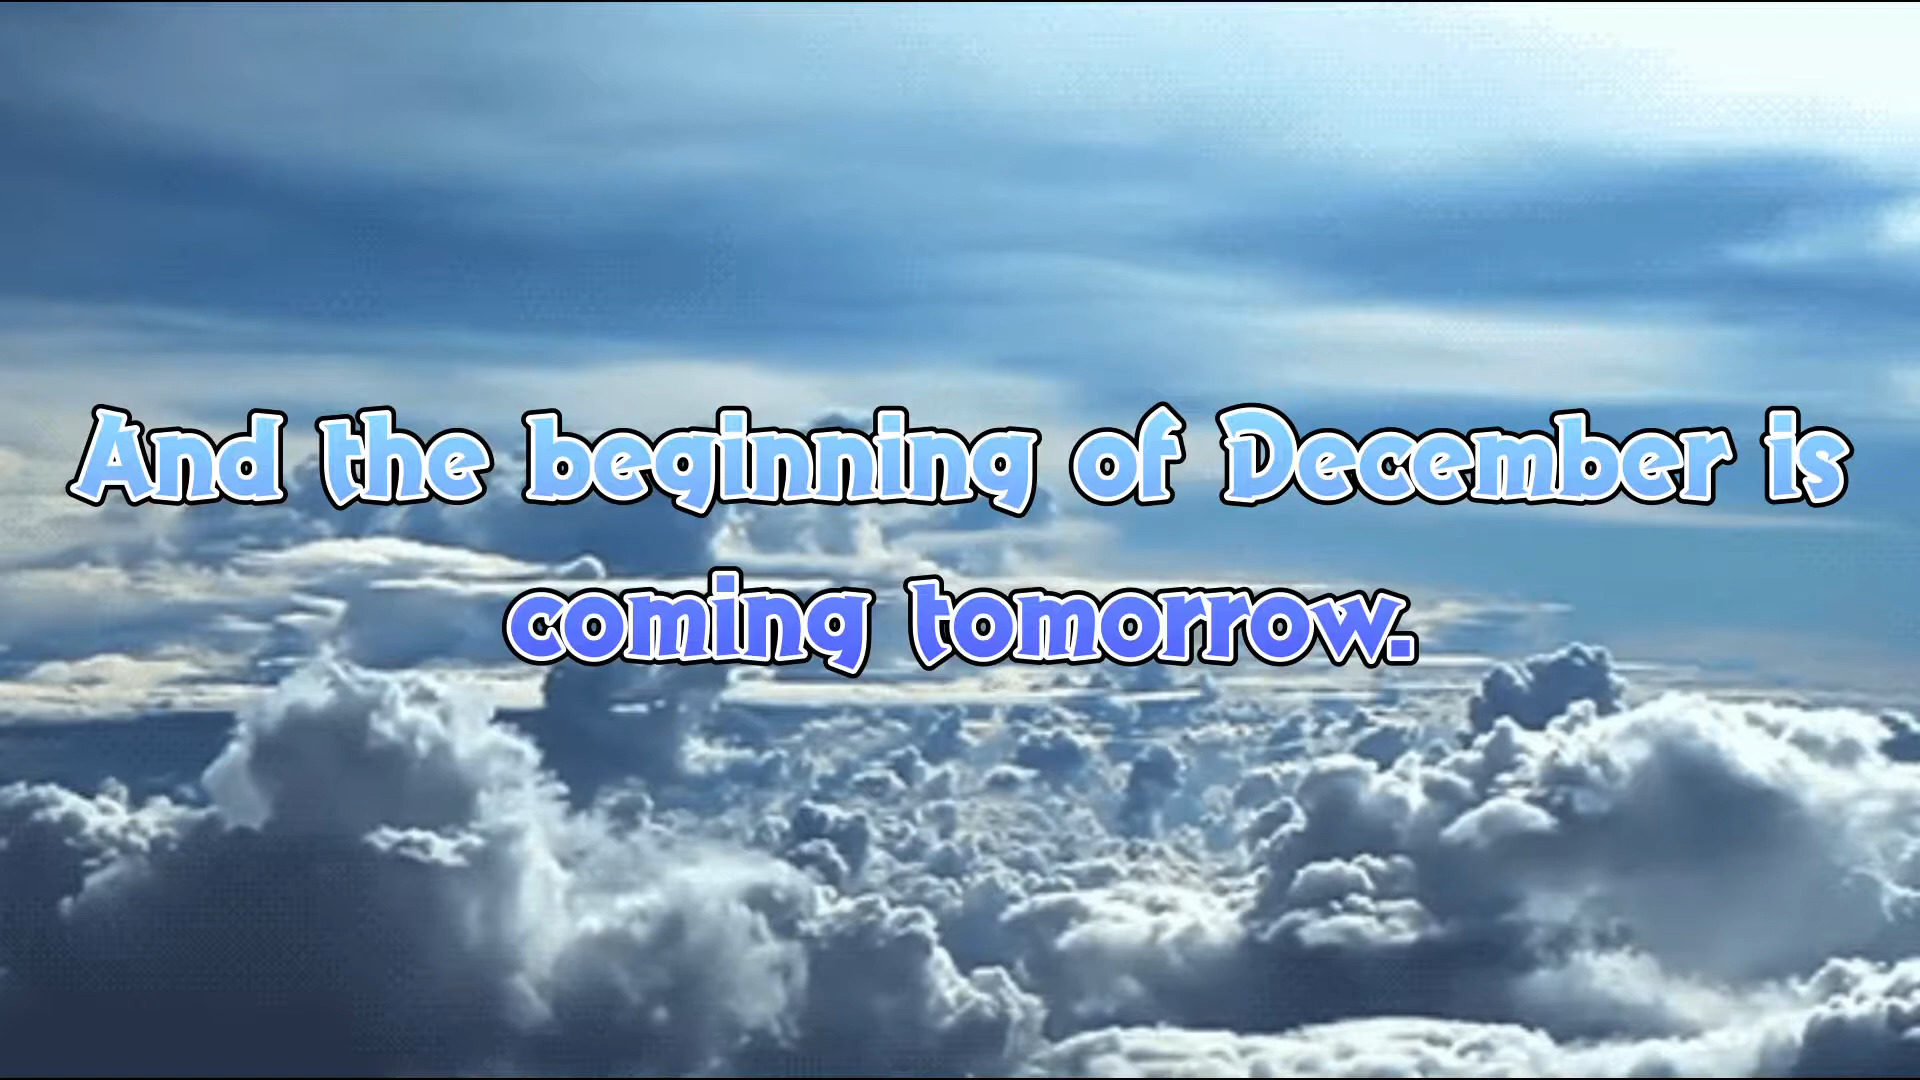 And the beginning of December is
coming tomorrow.